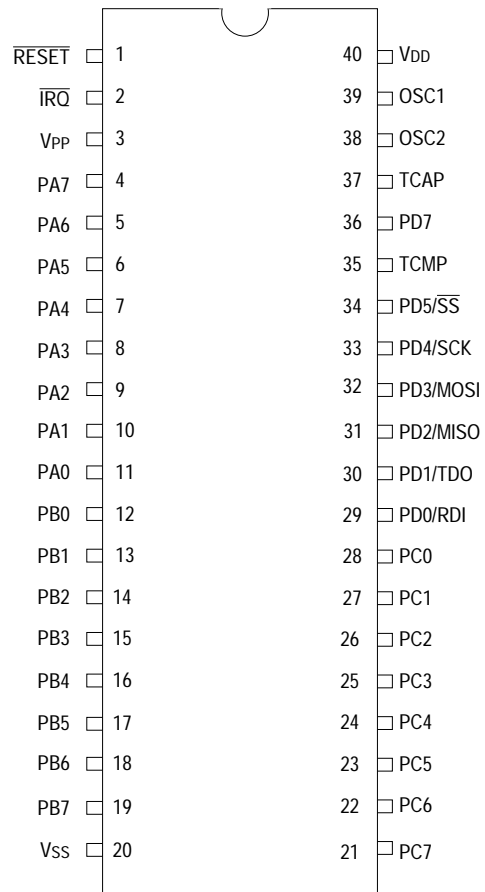 R̅E̅S̅E̅T̅ 1 40 VDD
I̅R̅Q̅ 2 39 OSC1
VPP 3 38 OSC2
PA7 4 37 TCAP
PA6 5 36 PD7
PA5 6 35 TCMP
PA4 7 34 PD5/S̅S̅
PA3 8 33 PD4/SCK
PA2 9 32 PD3/MOSI
PA1 10 31 PD2/MISO
PA0 11 30 PD1/TDO
PB0 12 29 PD0/RDI
PB1 13 28 PC0
PB2 14 27 PC1
PB3 15 26 PC2
PB4 16 25 PC3
PB5 17 24 PC4
PB6 18 23 PC5
PB7 19 22 PC6
VSS 20 21 PC7